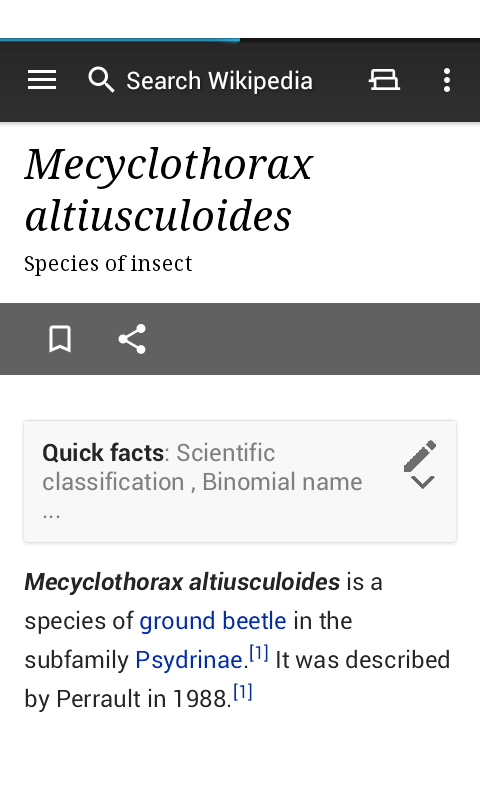 Search Wikipedia
Mecyclothorax
altiusculoides
Species of insect
Quick facts: Scientific
classification , Binomial name
...
Mecyclothorax altiusculoides is a
species of ground beetle in the
subfamily Psydrinae.[1] It was described
by Perrault in 1988.[1]